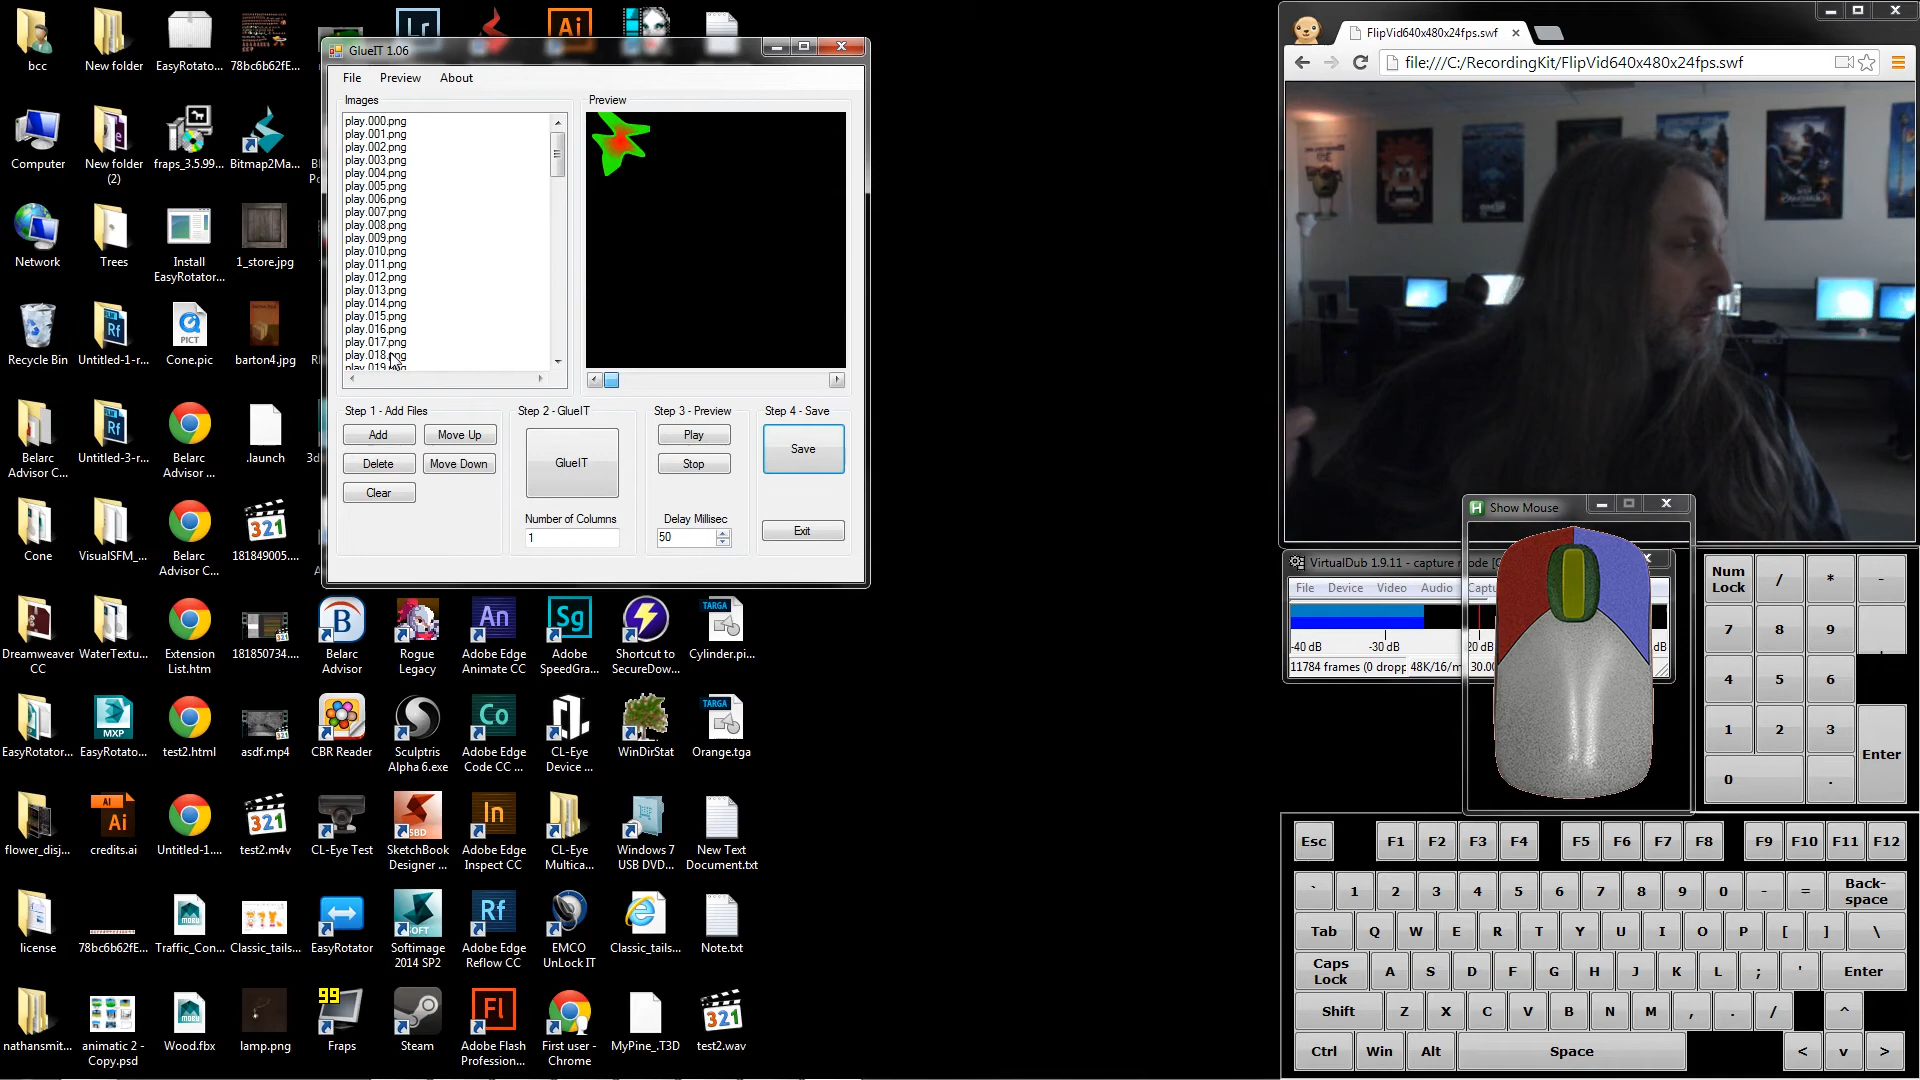 GlueIT 1.06
File Preview About
Images
Preview
play.000.png
play.001.png
play.002.png
play.003.png
play.004.png
play.005.png
play.006.png
play.007.png
play.008.png
play.009.png
play.010.png
play.011.png
play.012.png
play.013.png
play.014.png
play.015.png
play.016.png
play.017.png
play.018.png
Step 1 - Add Files
Step 2 - GlueIT
Step 3 - Preview
Step 4 - Save
Add
Move Up
Delete
Move Down
Clear
GlueIT
Number of Columns
1
Play
Stop
Delay Millisec
50
Save
Exit
bcc
New folder
EasyRotato...
78bc6b62fE...
Computer
New folder
(2)
fraps_3.5.99...
Bitmap2Ma...
Network
Trees
Install
EasyRotator...
1_store.jpg
Recycle Bin
Untitled-1-r...
Cone.pic
barton4.jpg
Belarc
Advisor C...
Untitled-3-r...
Belarc
Advisor ...
.launch
Cone
VisualSFM_...
Belarc
Advisor C...
181849005....
Dreamweaver
CC
WaterTextu...
Extension
List.htm
181850734....
Belarc
Advisor
Rogue
Legacy
Adobe Edge
Animate CC
Adobe
SpeedGra...
Shortcut to
SecureDow...
Cylinder.pi...
EasyRotator...
EasyRotato...
test2.html
asdf.mp4
CBR Reader
Sculptris
Alpha 6.exe
Adobe Edge
Code CC ...
CL-Eye
Device ...
WinDirStat
Orange.tga
flower_disj...
credits.ai
Untitled-1....
test2.m4v
CL-Eye Test
SketchBook
Designer ...
Adobe Edge
Inspect CC
CL-Eye
Multica...
Windows 7
USB DVD...
New Text
Document.txt
license
78bc6b62fE...
Traffic_Con...
Classic_tails...
EasyRotator
Softimage
2014 SP2
Adobe Edge
Reflow CC
EMCO
UnLock IT
Classic_tails...
Note.txt
nathansmit...
animatic 2 -
Copy.psd
Wood.fbx
lamp.png
Fraps
Steam
Adobe Flash
Profession...
First user -
Chrome
MyPine_.T3D
test2.wav
FlipVid640x480x24fps.swf
file:///C:/RecordingKit/FlipVid640x480x24fps.swf
Show Mouse
VirtualDub 1.9.11 - capture mode
File Device Video Audio
-40 dB -30 dB
11784 frames (0 dropp 48K/16/m 30.00
Num
Lock
/ * -
7 8 9
4 5 6
1 2 3
Enter
0 .
Esc F1 F2 F3 F4 F5 F6 F7 F8 F9 F10 F11 F12
` 1 2 3 4 5 6 7 8 9 0 - = Back-
space
Tab Q W E R T Y U I O P [ ] \
Caps
Lock A S D F G H J K L ; ' Enter
Shift Z X C V B N M , . / ^
Ctrl Win Alt Space < v >